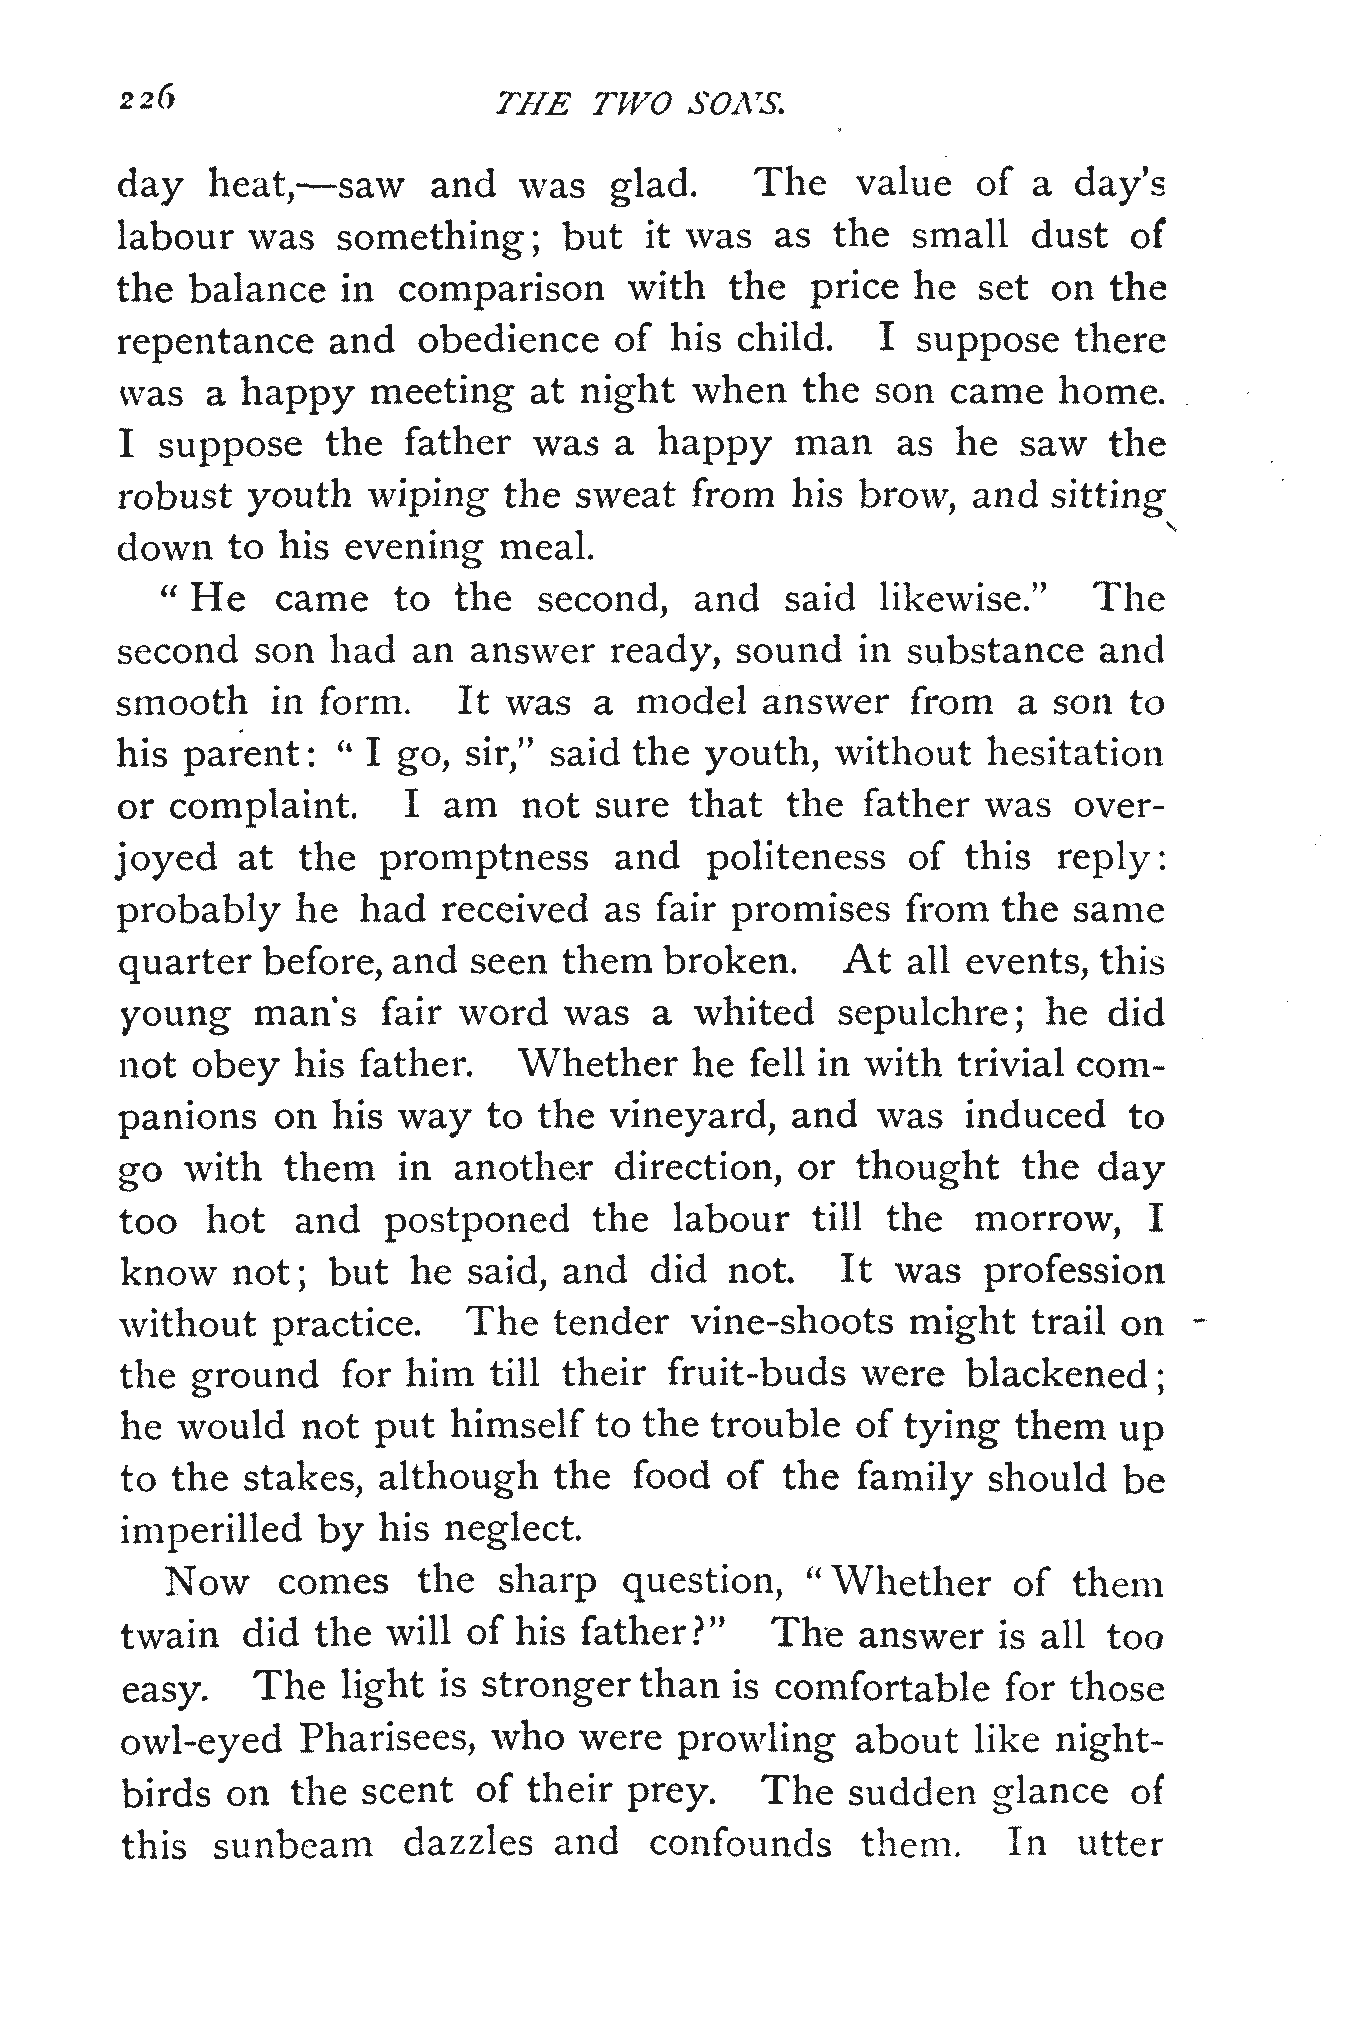 226 THE TWO SONS.
day heat,—saw and was glad. The value of a day's
labour was something; but it was as the small dust of
the balance in comparison with the price he set on the
repentance and obedience of his child. I suppose there
was a happy meeting at night when the son came home.
I suppose the father was a happy man as he saw the
robust youth wiping the sweat from his brow, and sitting
down to his evening meal.
“ He came to the second, and said likewise.” The
second son had an answer ready, sound in substance and
smooth in form. It was a model answer from a son to
his parent: “ I go, sir,” said the youth, without hesitation
or complaint. I am not sure that the father was over-
joyed at the promptness and politeness of this reply:
probably he had received as fair promises from the same
quarter before, and seen them broken. At all events, this
young man's fair word was a whited sepulchre; he did
not obey his father. Whether he fell in with trivial com-
panions on his way to the vineyard, and was induced to
go with them in another direction, or thought the day
too hot and postponed the labour till the morrow, I
know not; but he said, and did not. It was profession
without practice. The tender vine-shoots might trail on
the ground for him till their fruit-buds were blackened;
he would not put himself to the trouble of tying them up
to the stakes, although the food of the family should be
imperilled by his neglect.
Now comes the sharp question, “ Whether of them
twain did the will of his father?” The answer is all too
easy. The light is stronger than is comfortable for those
owl-eyed Pharisees, who were prowling about like night-
birds on the scent of their prey. The sudden glance of
this sunbeam dazzles and confounds them. In utter